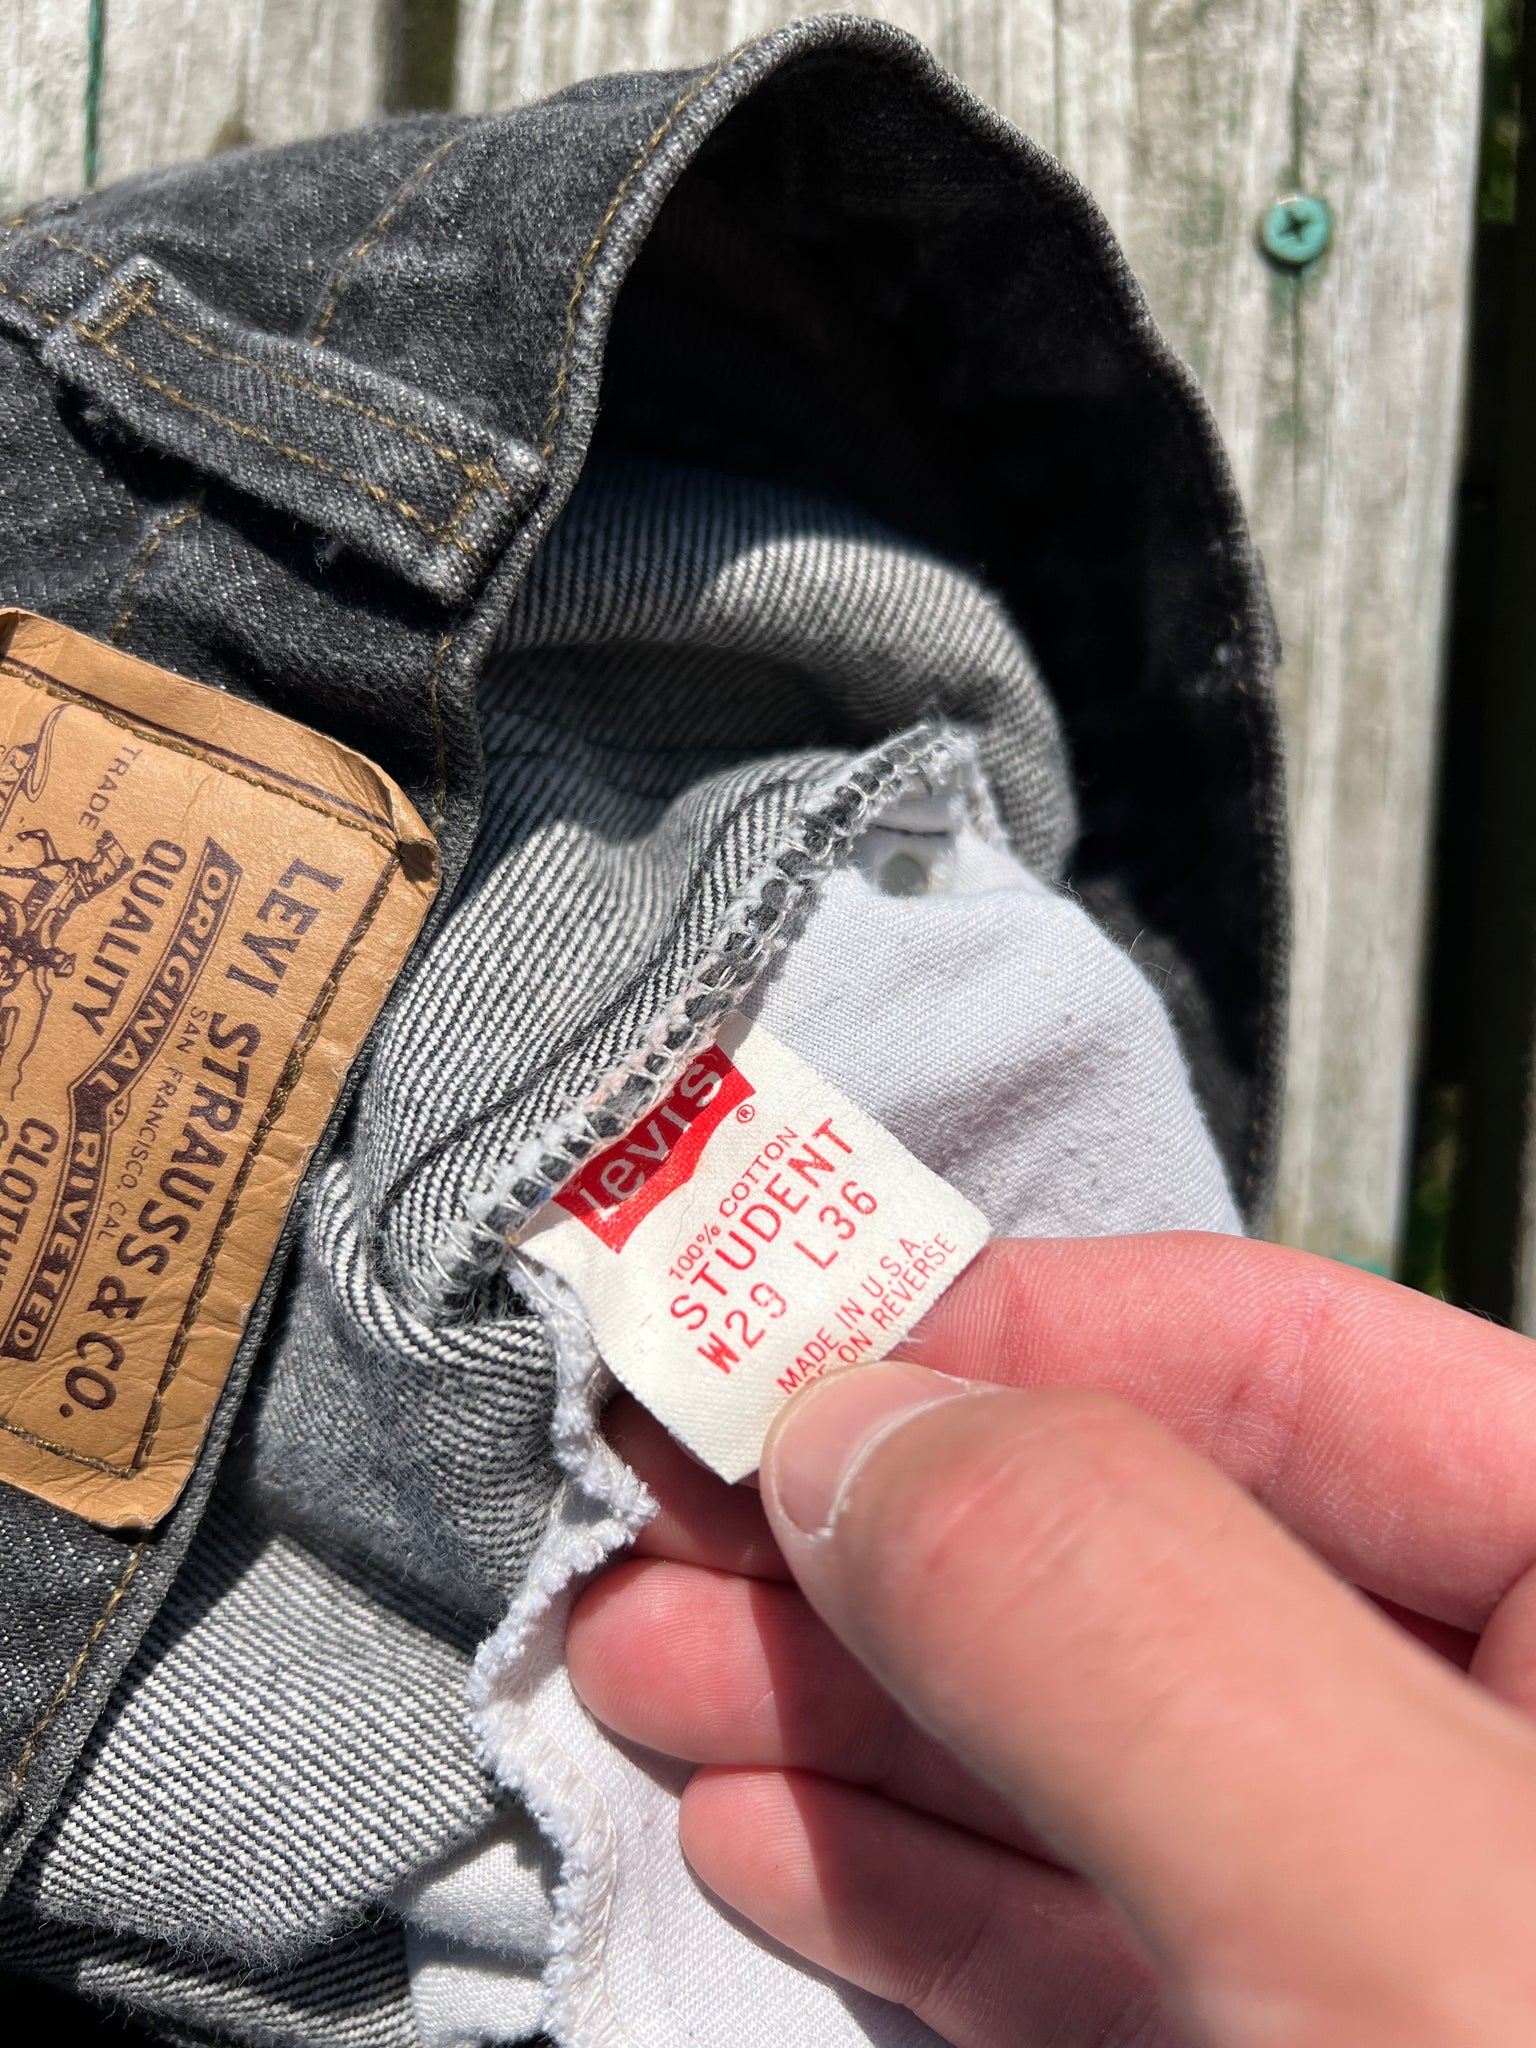 TRADE
QUALITY
ORIGINAL RIVETED
LEVI STRAUSS & CO.
SAN FRANCISCO, CAL
Levi's ®
100% COTTON
STUDENT
W29 L36
MADE IN U.S.A.
ON REVERSE